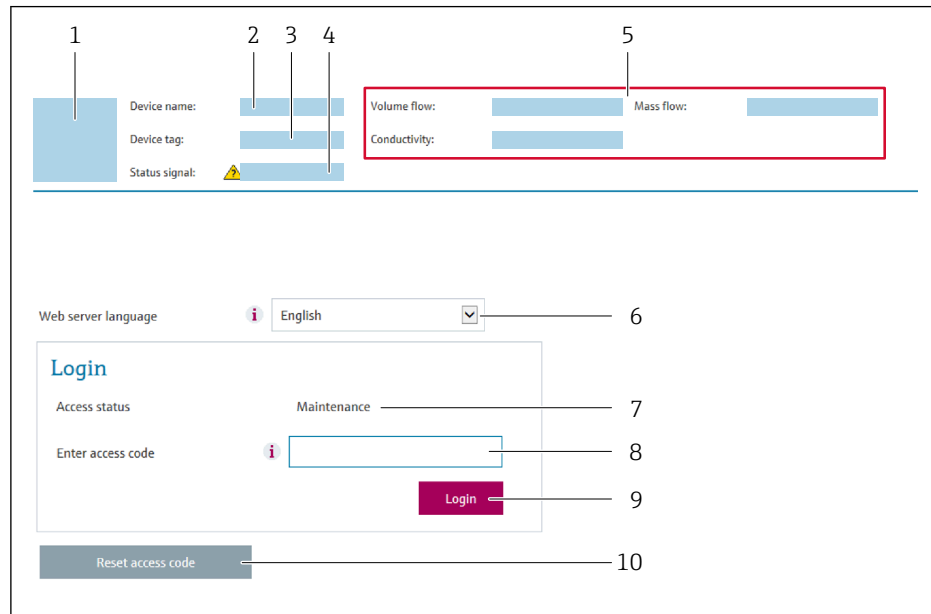 1 2 3 4 5
Device name: Volume flow: Mass flow:
Device tag: Conductivity:
Status signal: ?
Web server language i English 6
Login
Access status Maintenance 7
Enter access code i 8
Login 9
Reset access code 10